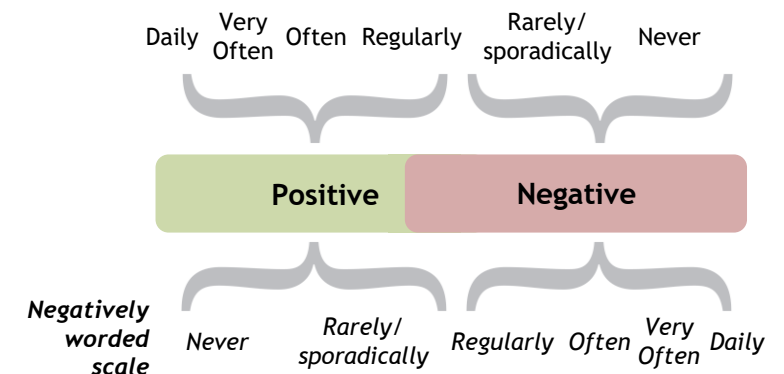 Daily Very Often Often Regularly Rarely/ sporadically Never
Positive Negative
Negatively worded scale
Never Rarely/ sporadically Regularly Often Very Often Daily